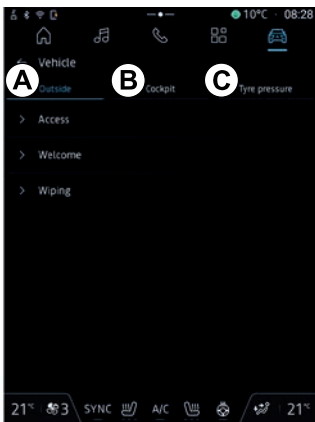 10°C 08:28
Vehicle
A Outside B Cockpit C Tyre pressure
Access
Welcome
Wiping
21°C 3 SYNC A/C 21°C